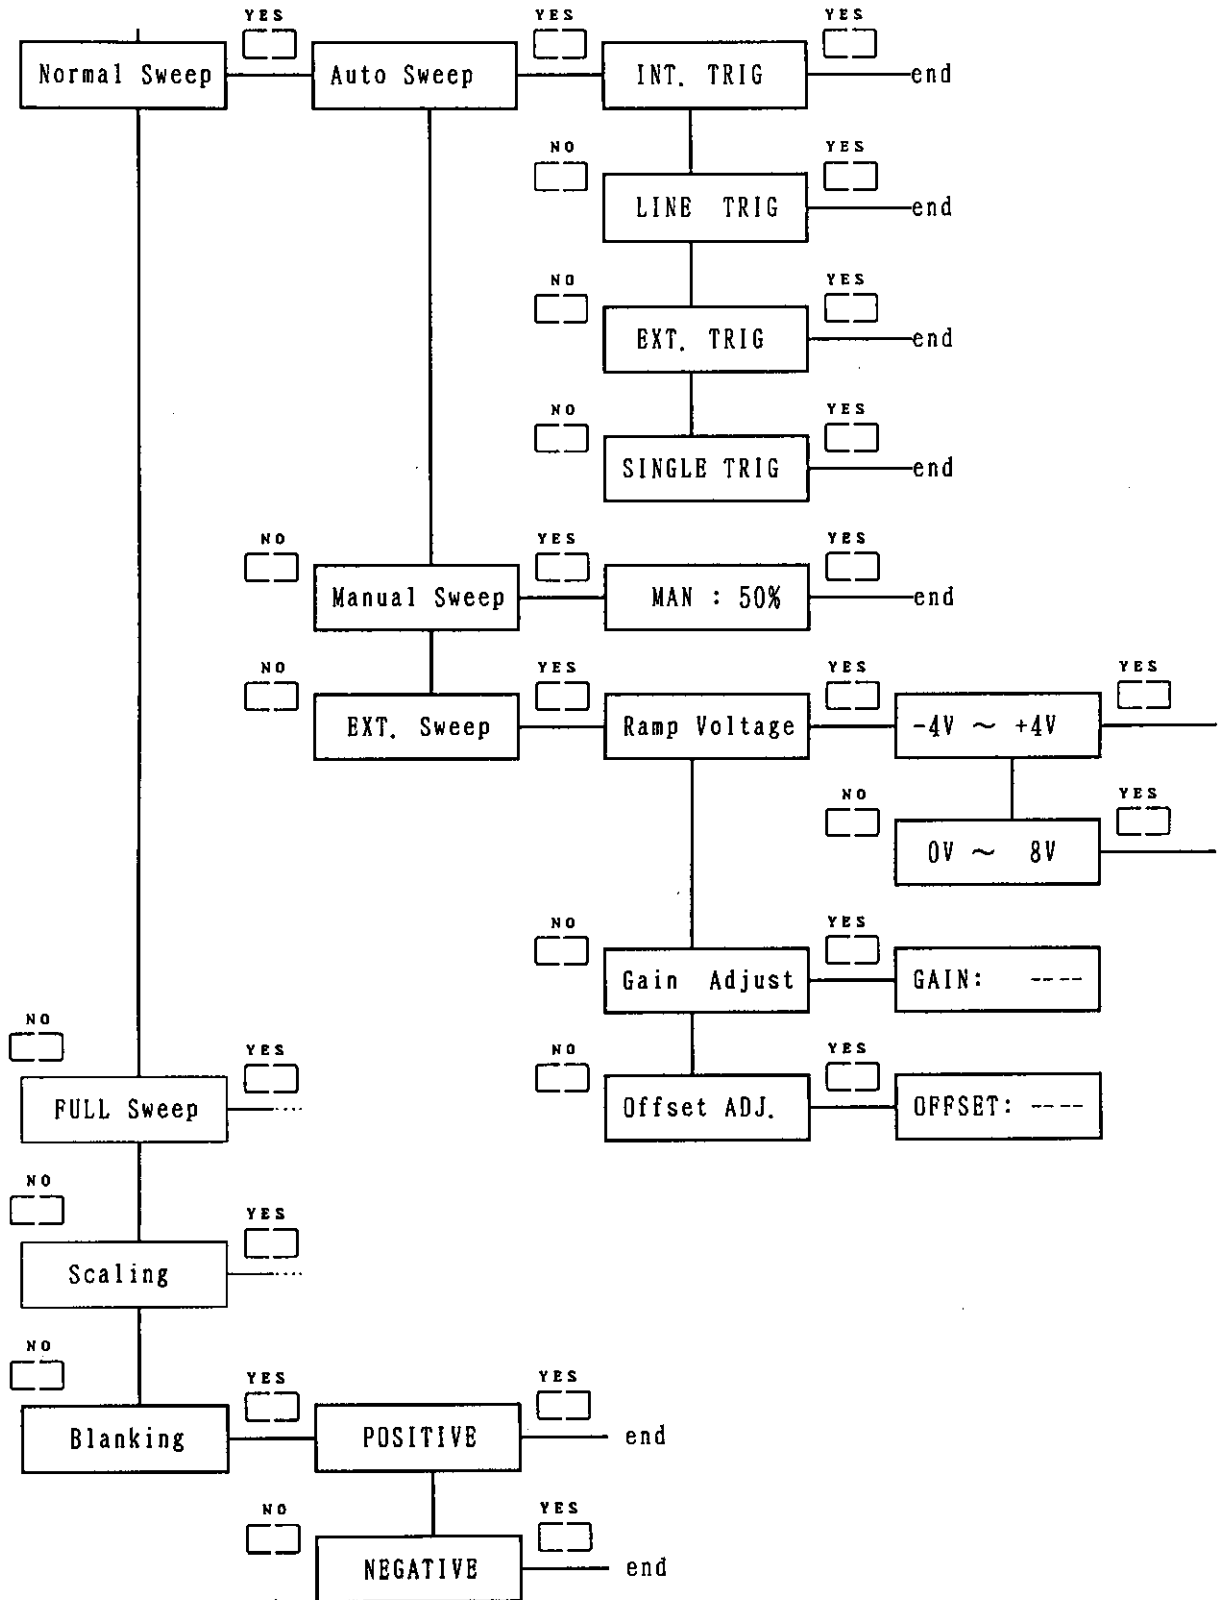 YES YES YES
Normal Sweep Auto Sweep INT. TRIG end
NO YES
LINE TRIG end
NO YES
EXT. TRIG end
NO YES
SINGLE TRIG end
NO YES YES
Manual Sweep MAN : 50% end
NO YES YES YES
EXT. Sweep Ramp Voltage -4V ~ +4V
NO YES
0V ~ 8V
NO YES
Gain Adjust GAIN: ----
NO YES NO YES
FULL Sweep Offset ADJ. OFFSET: ----
NO YES
Scaling
NO YES YES
Blanking POSITIVE end
NO YES
NEGATIVE end